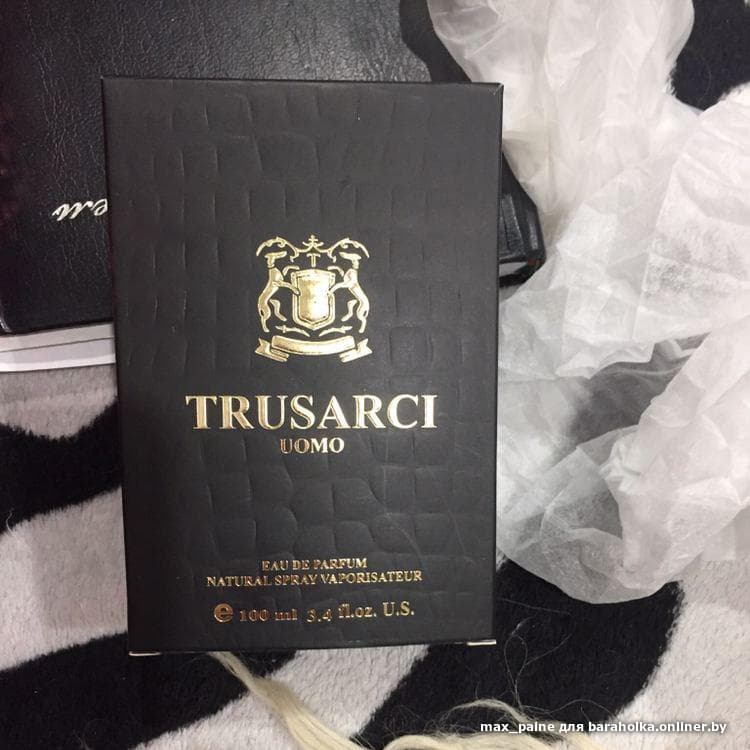 ем
TRUSARCI
UOMO
EAU DE PARFUM
NATURAL SPRAY VAPORISATEUR
e 100 ml 3.4 fl.oz. U.S.
max_paine для baraholka.onliner.by